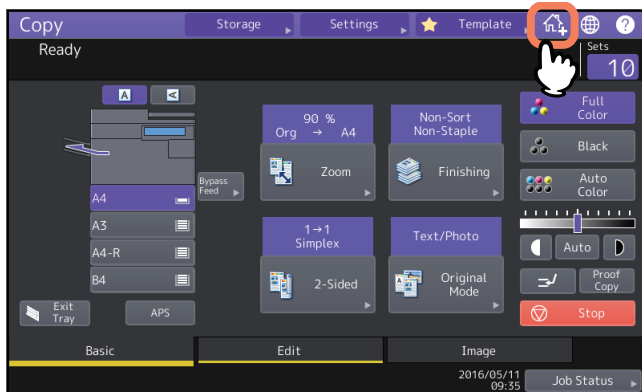 Copy
Storage
Settings
Template
?
Ready
Sets
10
A
A
90 %
Org → A4
Zoom
Non-Sort
Non-Staple
Finishing
Full
Color
Black
Auto
Color
Bypass
Feed
A4
A3
A4-R
B4
1→1
Simplex
2-Sided
Text/Photo
Original
Mode
Auto
Proof
Copy
Exit
Tray
APS
Stop
Basic
Edit
Image
2016/05/11
09:35
Job Status